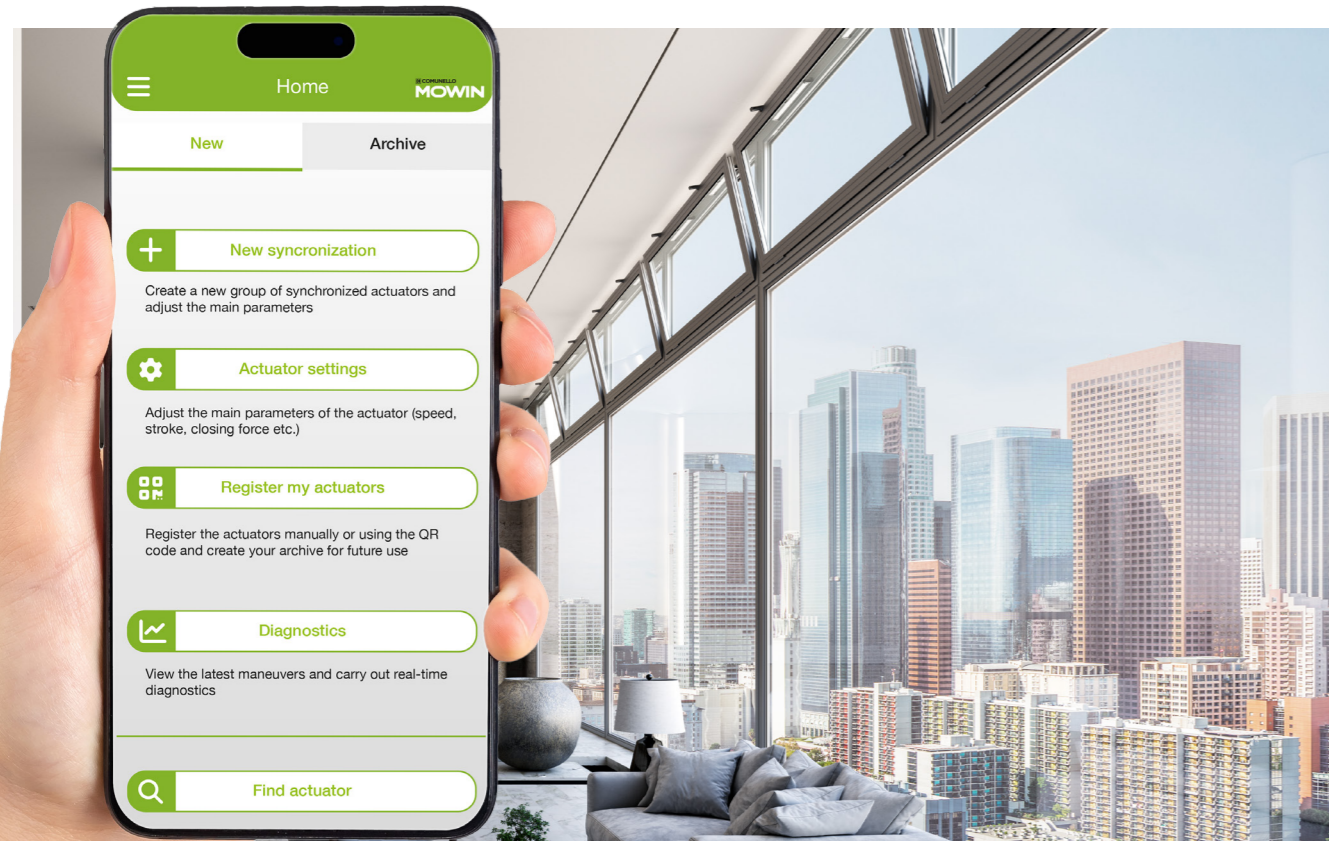 Home
COMUNELLO
MOWIN
New
Archive
New syncronization
Create a new group of synchronized actuators and
adjust the main parameters
Actuator settings
Adjust the main parameters of the actuator (speed,
stroke, closing force etc.)
Register my actuators
Register the actuators manually or using the QR
code and create your archive for future use
Diagnostics
View the latest maneuvers and carry out real-time
diagnostics
Find actuator